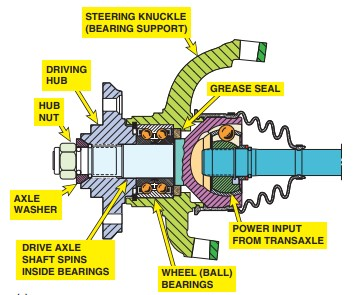 STEERING KNUCKLE
(BEARING SUPPORT)
DRIVING
HUB
GREASE SEAL
HUB
NUT
AXLE
WASHER
POWER INPUT
FROM TRANSAXLE
DRIVE AXLE
SHAFT SPINS
INSIDE BEARINGS
WHEEL (BALL)
BEARINGS